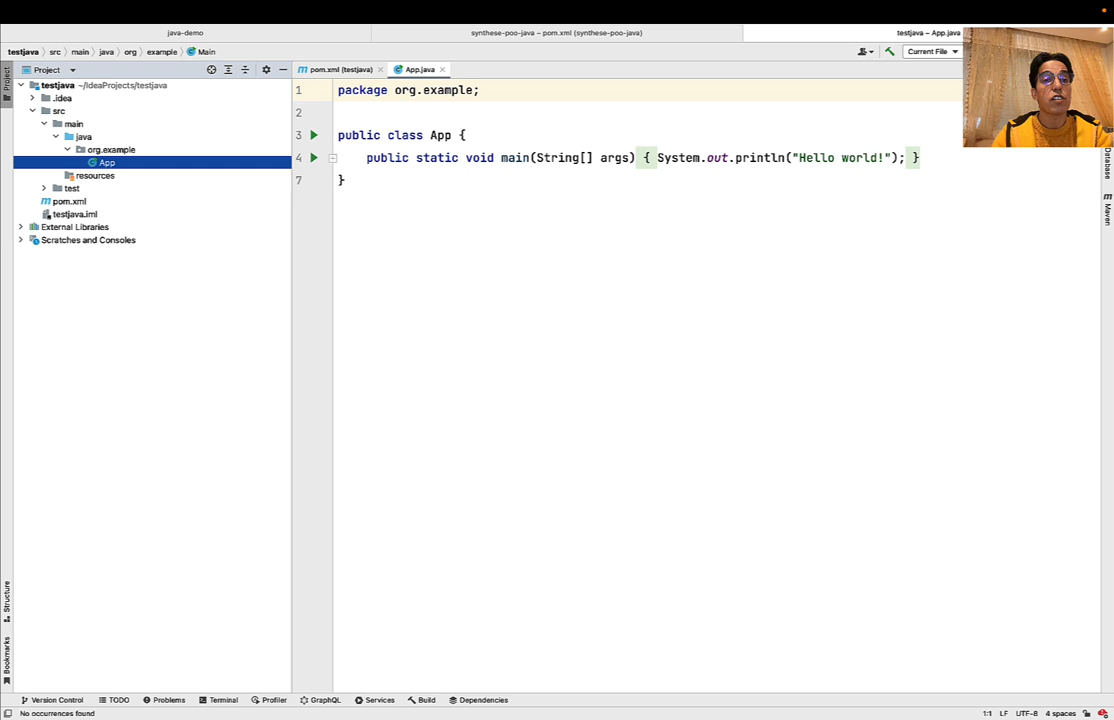 java-demo
synthese-poo-java – pom.xml (synthese-poo-java)
testjava – App.java
testjava src main java org example Main
Current File
Project
pom.xml (testjava)
App.java
testjava ~/IdeaProjects/testjava
.idea
src
main
java
org.example
App
resources
test
pom.xml
testjava.iml
External Libraries
Scratches and Consoles
1 package org.example;
2
3 public class App {
4 public static void main(String[] args) { System.out.println("Hello world!"); }
7 }
Project
Structure
Bookmarks
Database
Maven
Version Control TODO Problems Terminal Profiler GraphQL Services Build Dependencies
No occurrences found
1:1 LF UTF-8 4 spaces